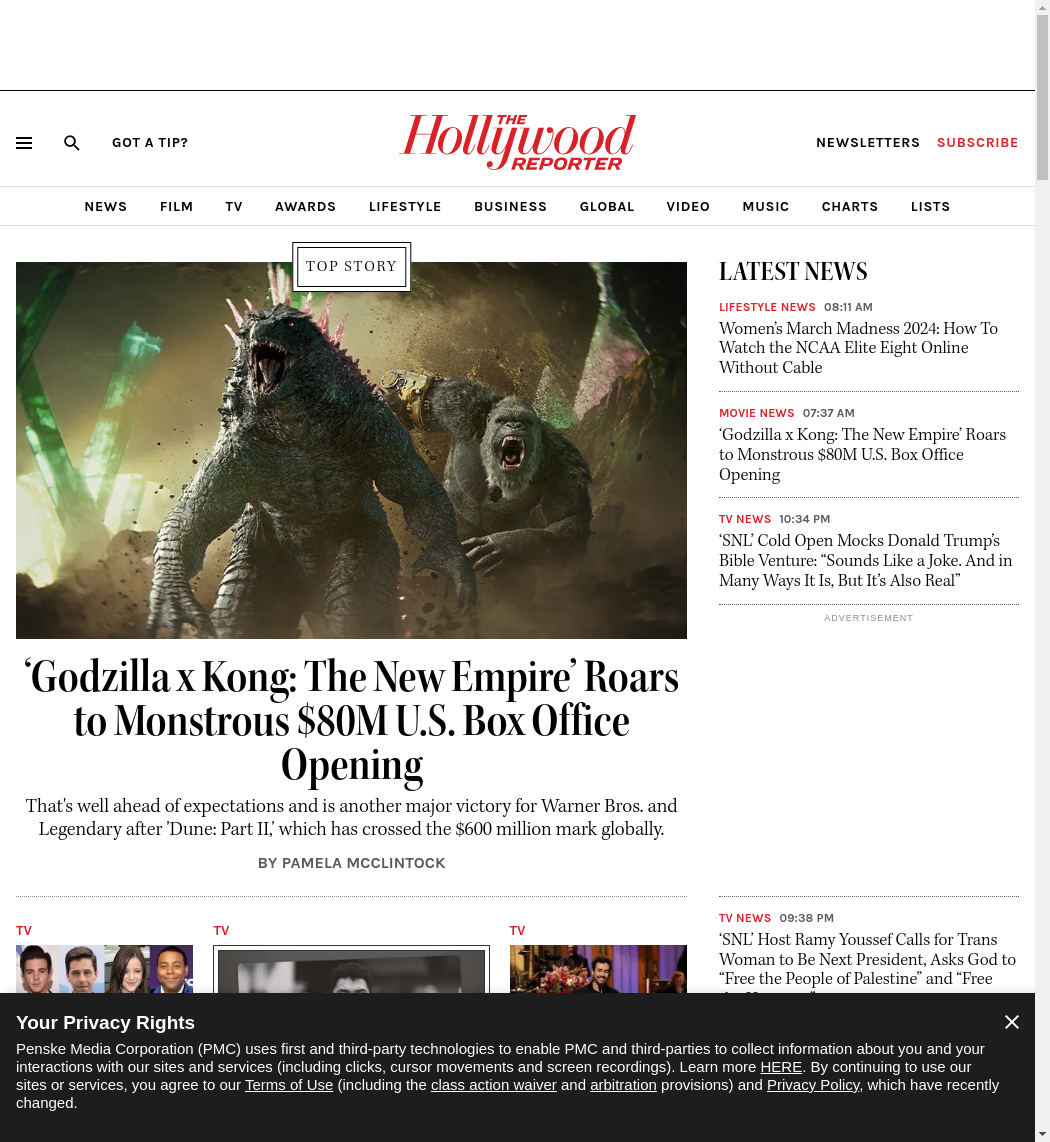 GOT A TIP?
THE
Hollywood
REPORTER
NEWSLETTERS SUBSCRIBE
NEWS FILM TV AWARDS LIFESTYLE BUSINESS GLOBAL VIDEO MUSIC CHARTS LISTS
TOP STORY
‘Godzilla x Kong: The New Empire’ Roars
to Monstrous $80M U.S. Box Office
Opening
That's well ahead of expectations and is another major victory for Warner Bros. and
Legendary after 'Dune: Part II,' which has crossed the $600 million mark globally.
BY PAMELA MCCLINTOCK
TV
TV
TV
LATEST NEWS
LIFESTYLE NEWS 08:11 AM
Women’s March Madness 2024: How To
Watch the NCAA Elite Eight Online
Without Cable
MOVIE NEWS 07:37 AM
‘Godzilla x Kong: The New Empire’ Roars
to Monstrous $80M U.S. Box Office
Opening
TV NEWS 10:34 PM
‘SNL’ Cold Open Mocks Donald Trump’s
Bible Venture: “Sounds Like a Joke. And in
Many Ways It Is, But It’s Also Real”
ADVERTISEMENT
TV NEWS 09:38 PM
‘SNL’ Host Ramy Youssef Calls for Trans
Woman to Be Next President, Asks God to
“Free the People of Palestine” and “Free
Your Privacy Rights
Penske Media Corporation (PMC) uses first and third-party technologies to enable PMC and third-parties to collect information about you and your
interactions with our sites and services (including clicks, cursor movements and screen recordings). Learn more HERE. By continuing to use our
sites or services, you agree to our Terms of Use (including the class action waiver and arbitration provisions) and Privacy Policy, which have recently
changed.